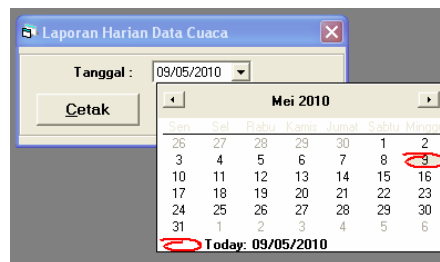 Laporan Harian Data Cuaca
Tanggal : 09/05/2010
Cetak
Mei 2010
Sen Sel Rabu Kamis Jumat Sabtu Minggu
26 27 28 29 30 1 2
3 4 5 6 7 8 9
10 11 12 13 14 15 16
17 18 19 20 21 22 23
24 25 26 27 28 29 30
31 1 2 3 4 5 6
Today: 09/05/2010